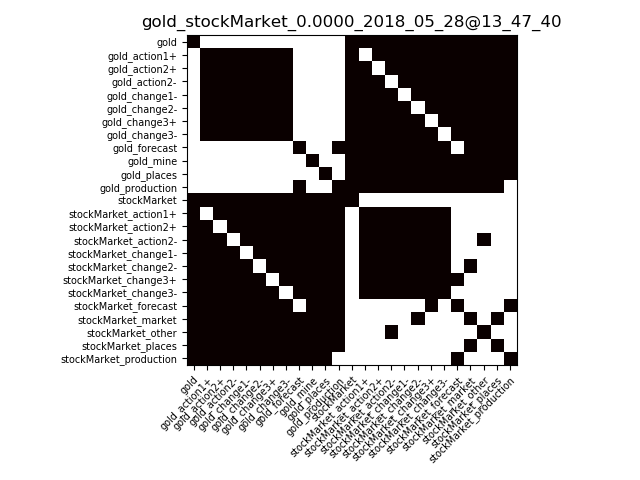 gold_stockMarket_0.0000_2018_05_28@13_47_40
gold
gold_action1+
gold_action2+
gold_action2-
gold_change1-
gold_change2-
gold_change3+
gold_change3-
gold_forecast
gold_mine
gold_places
gold_production
stockMarket
stockMarket_action1+
stockMarket_action2+
stockMarket_action2-
stockMarket_change1-
stockMarket_change2-
stockMarket_change3+
stockMarket_change3-
stockMarket_forecast
stockMarket_market
stockMarket_other
stockMarket_places
stockMarket_production
gold
gold_action1+
gold_action2+
gold_action2-
gold_change1-
gold_change2-
gold_change3+
gold_change3-
gold_forecast
gold_mine
gold_places
gold_production
stockMarket
stockMarket_action1+
stockMarket_action2+
stockMarket_action2-
stockMarket_change1-
stockMarket_change2-
stockMarket_change3+
stockMarket_change3-
stockMarket_forecast
stockMarket_market
stockMarket_other
stockMarket_places
stockMarket_production